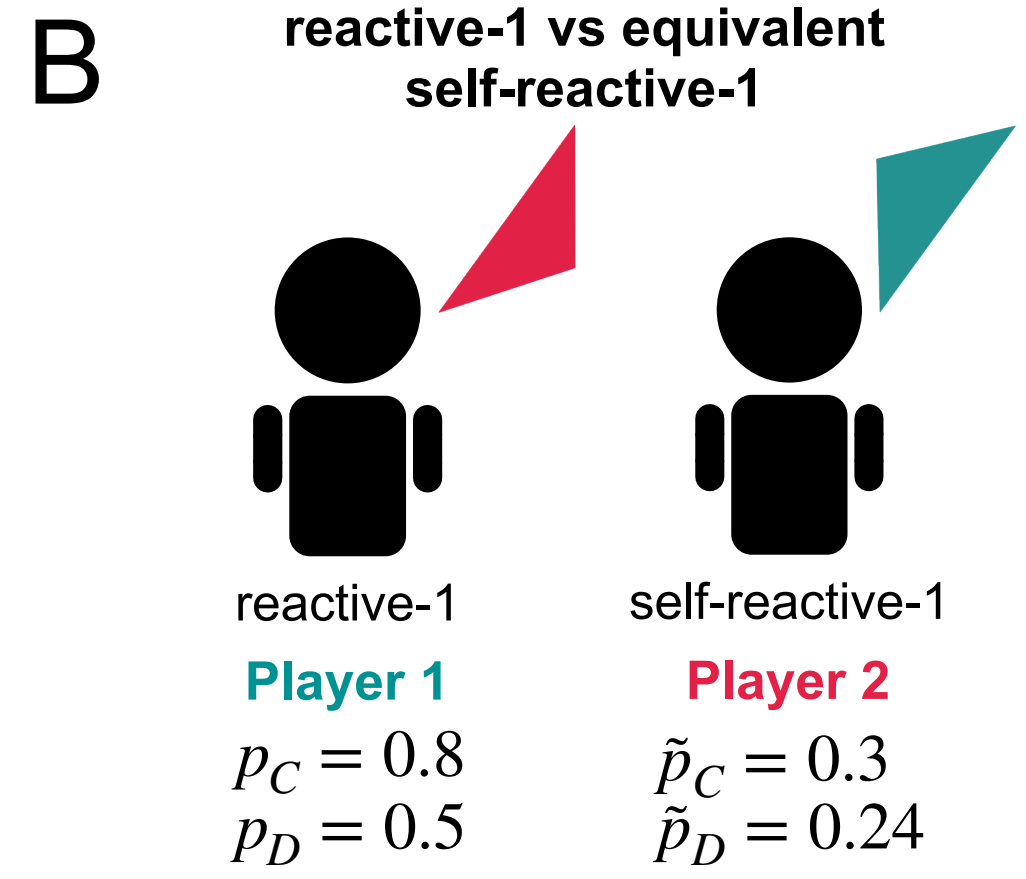 B
reactive-1 vs equivalent
self-reactive-1
reactive-1
Player 1
p_C = 0.8
p_D = 0.5
self-reactive-1
Player 2
p̃_C = 0.3
p̃_D = 0.24